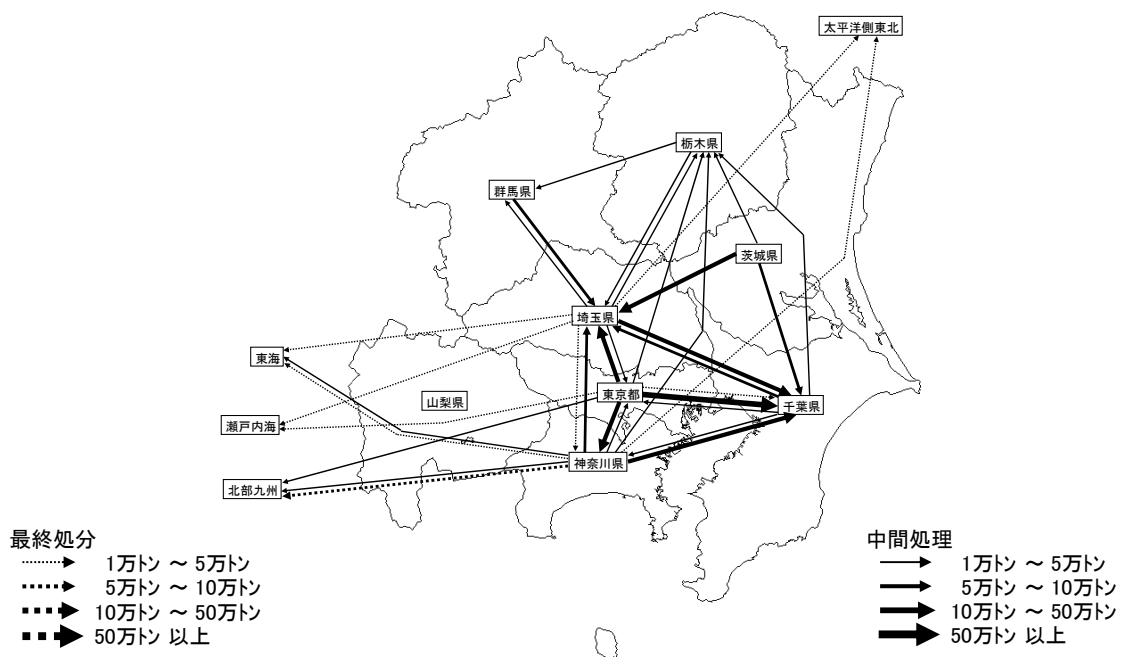 太平洋側東北
栃木県
群馬県
茨城県
埼玉県
東海
東京都
山梨県
千葉県
瀬戸内海
神奈川県
北部九州
最終処分
1万トン ～ 5万トン
5万トン ～ 10万トン
10万トン ～ 50万トン
50万トン 以上
中間処理
1万トン ～ 5万トン
5万トン ～ 10万トン
10万トン ～ 50万トン
50万トン 以上